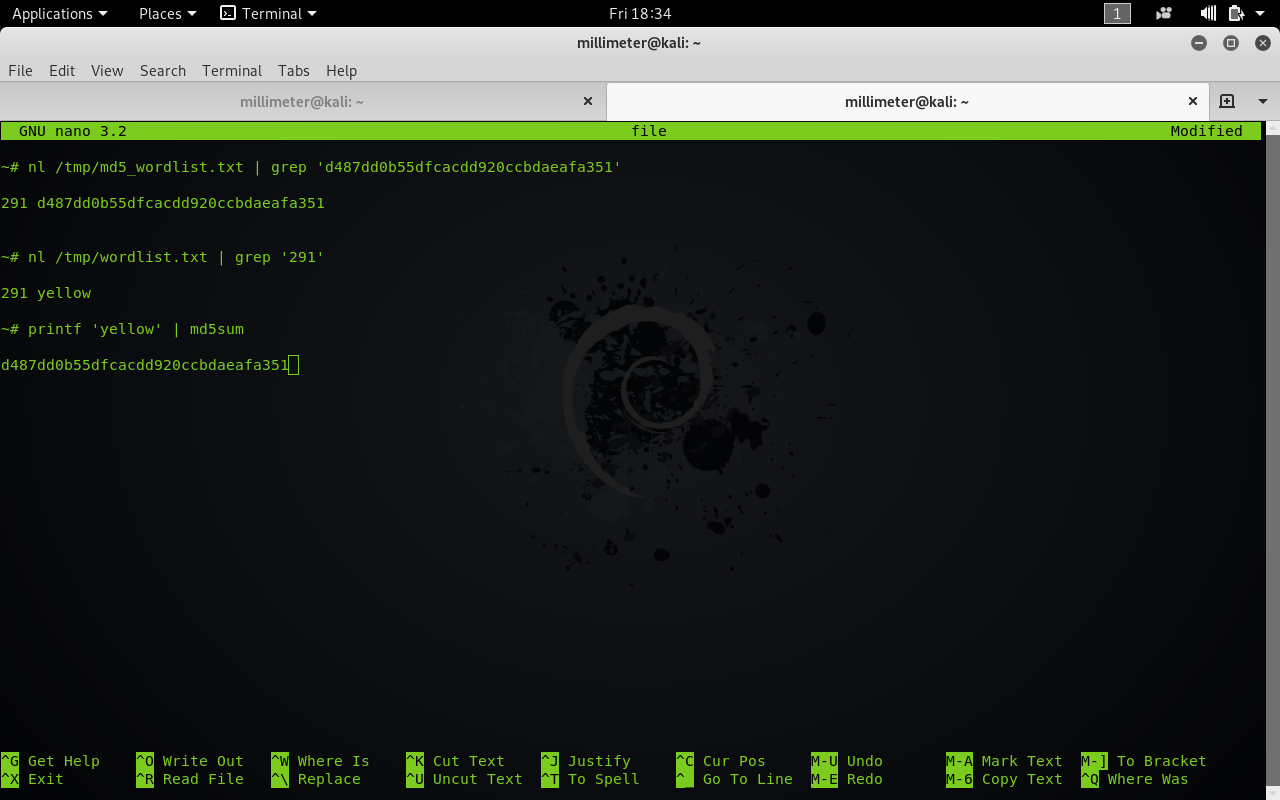 Applications Places Terminal Fri 18:34 1
millimeter@kali: ~
File Edit View Search Terminal Tabs Help
millimeter@kali: ~ millimeter@kali: ~
GNU nano 3.2 file Modified
~# nl /tmp/md5_wordlist.txt | grep 'd487dd0b55dfcacdd920ccbdaeafa351'
291 d487dd0b55dfcacdd920ccbdaeafa351
~# nl /tmp/wordlist.txt | grep '291'
291 yellow
~# printf 'yellow' | md5sum
d487dd0b55dfcacdd920ccbdaeafa351
^G Get Help ^O Write Out ^W Where Is ^K Cut Text ^J Justify ^C Cur Pos M-U Undo M-A Mark Text M-] To Bracket
^X Exit ^R Read File ^\ Replace ^U Uncut Text ^T To Spell ^_ Go To Line M-E Redo M-6 Copy Text ^Q Where Was